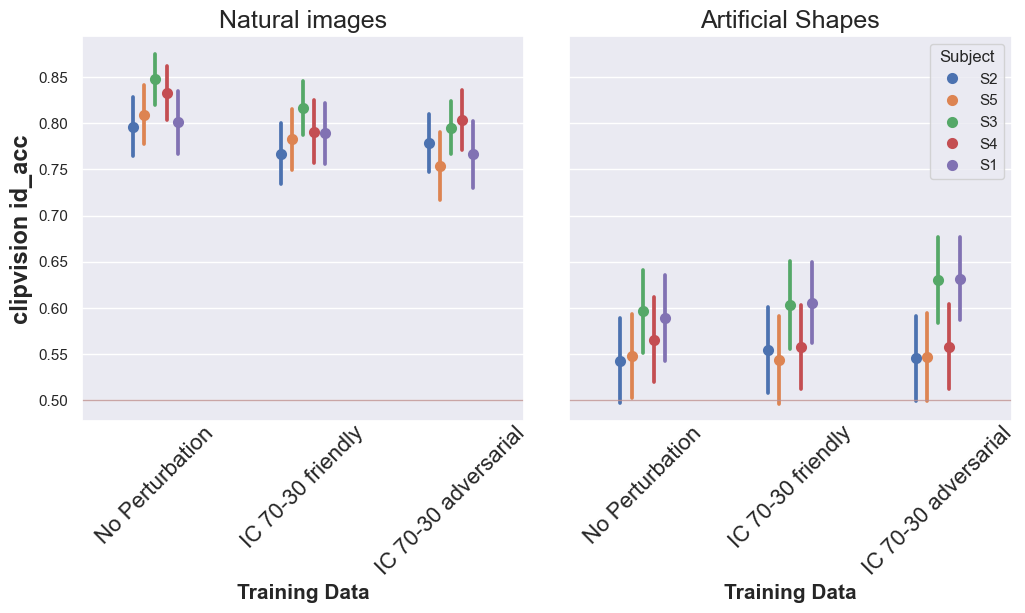 Natural images
Artificial Shapes
clipvision id_acc
0.85
0.80
0.75
0.70
0.65
0.60
0.55
0.50
Subject
S2
S5
S3
S4
S1
No Perturbation
IC 70-30 friendly
IC 70-30 adversarial
No Perturbation
IC 70-30 friendly
IC 70-30 adversarial
Training Data
Training Data